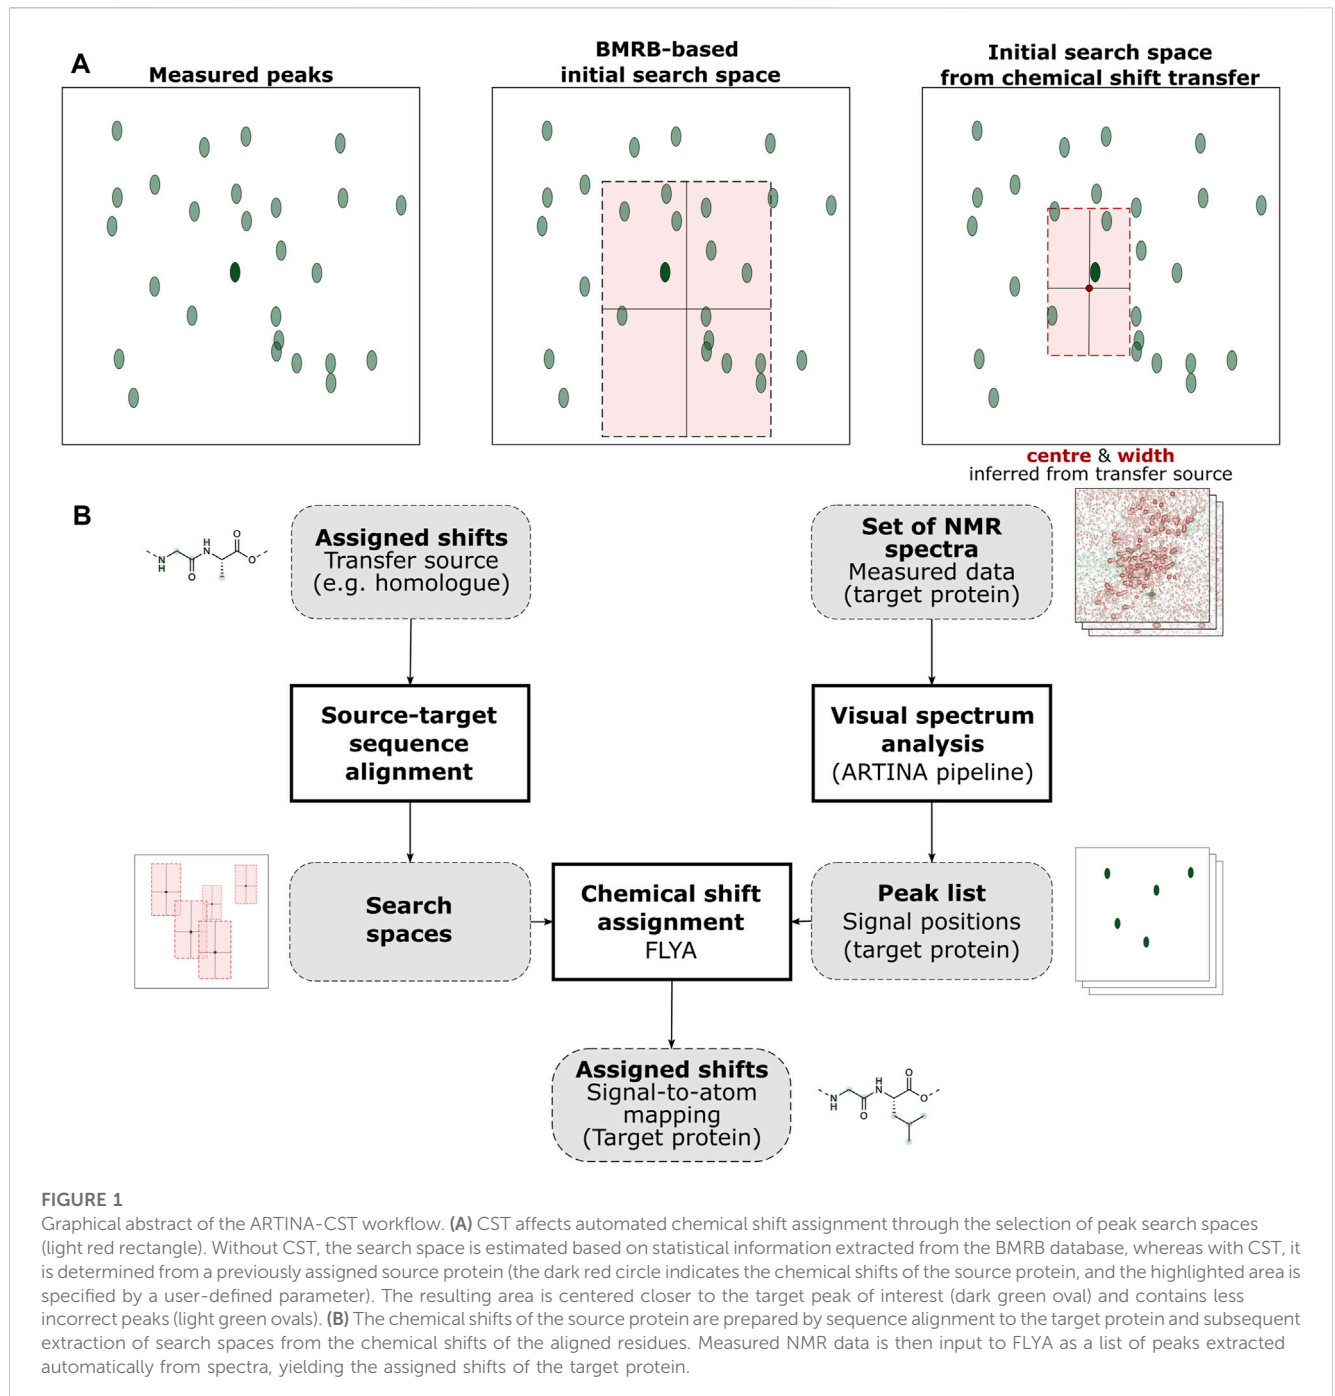 A
Measured peaks
BMRB-based
initial search space
Initial search space
from chemical shift transfer
centre & width
inferred from transfer source
B
N
H
O
H
N
O
O
Assigned shifts
Transfer source
(e.g. homologue)
Set of NMR
spectra
Measured data
(target protein)
Source-target
sequence
alignment
Visual spectrum
analysis
(ARTINA pipeline)
Search
spaces
Chemical shift
assignment
FLYA
Peak list
Signal positions
(target protein)
Assigned shifts
Signal-to-atom
mapping
(Target protein)
N
H
O
H
N
O
O
FIGURE 1
Graphical abstract of the ARTINA-CST workflow. (A) CST affects automated chemical shift assignment through the selection of peak search spaces
(light red rectangle). Without CST, the search space is estimated based on statistical information extracted from the BMRB database, whereas with CST, it
is determined from a previously assigned source protein (the dark red circle indicates the chemical shifts of the source protein, and the highlighted area is
specified by a user-defined parameter). The resulting area is centered closer to the target peak of interest (dark green oval) and contains less
incorrect peaks (light green ovals). (B) The chemical shifts of the source protein are prepared by sequence alignment to the target protein and subsequent
extraction of search spaces from the chemical shifts of the aligned residues. Measured NMR data is then input to FLYA as a list of peaks extracted
automatically from spectra, yielding the assigned shifts of the target protein.